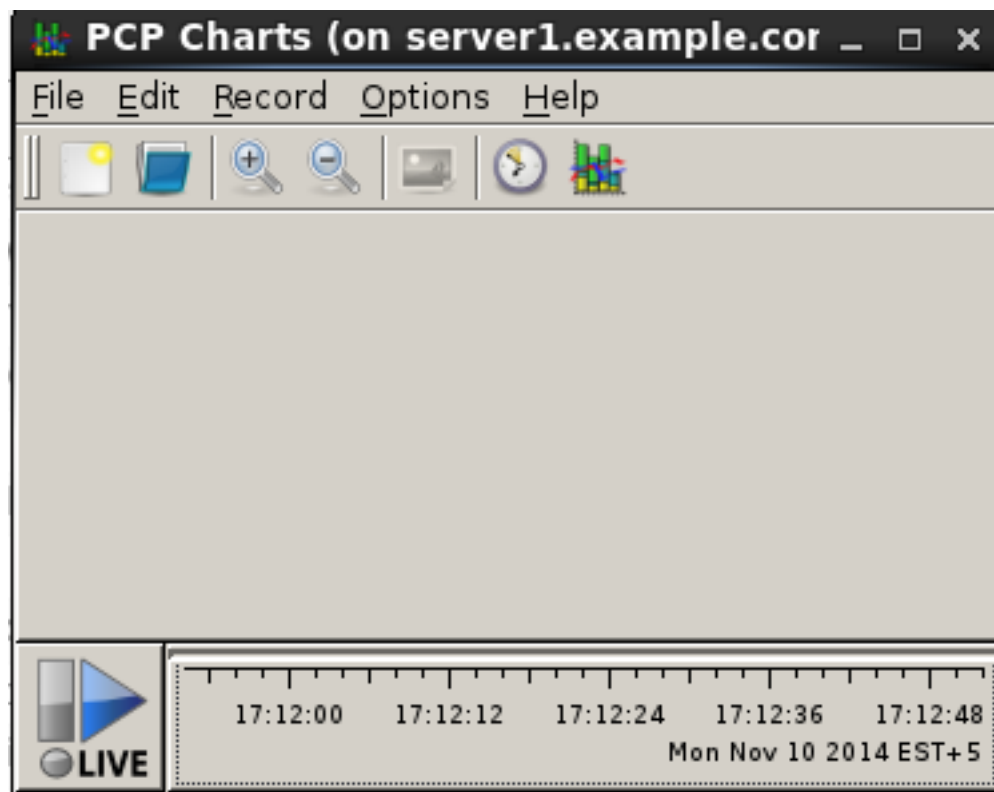 PCP Charts (on server1.example.cor
File Edit Record Options Help
LIVE
17:12:00 17:12:12 17:12:24 17:12:36 17:12:48
Mon Nov 10 2014 EST+5